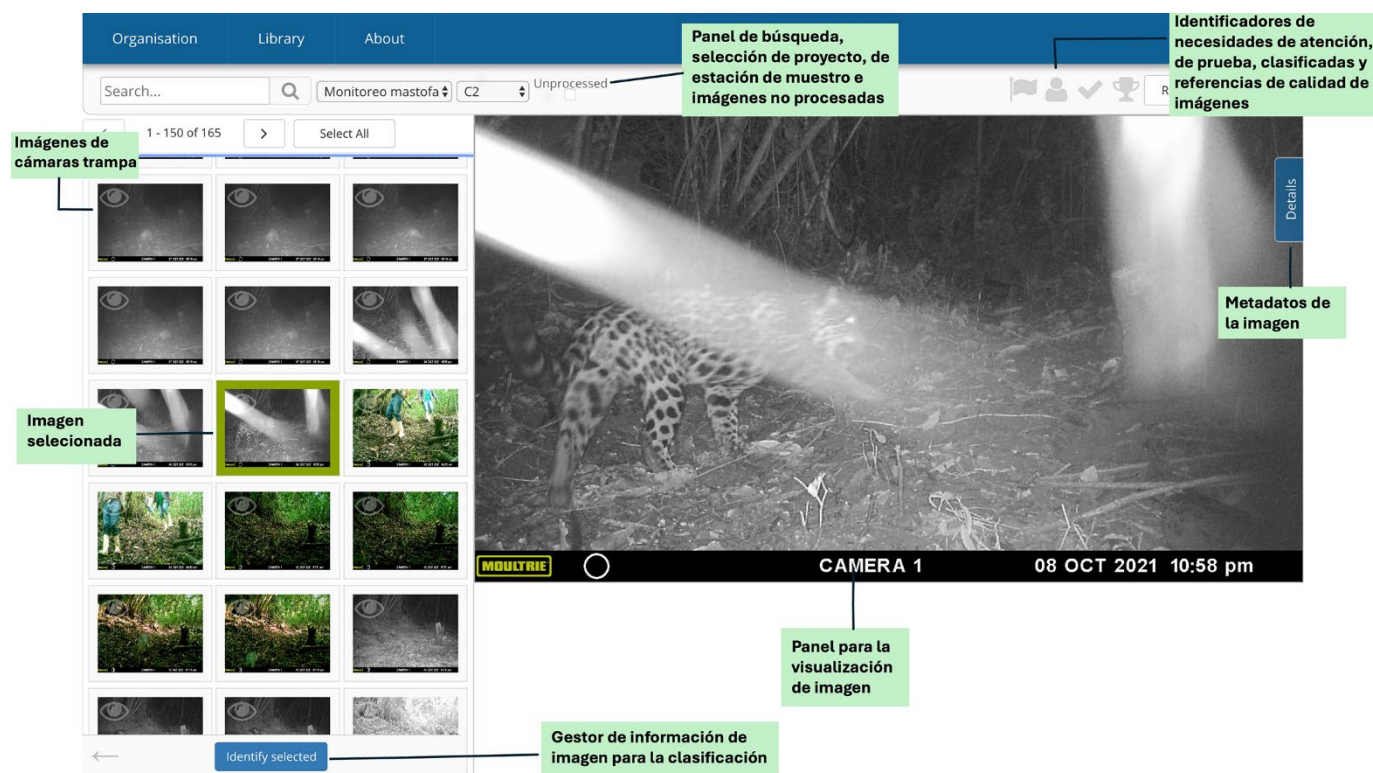 Organisation
Library
About
Panel de búsqueda,
selección de proyecto, de
estación de muestro e
imágenes no procesadas
Identificadores de
necesidades de atención,
de prueba, clasificadas y
referencias de calidad de
imágenes
Search...
Monitoreo mastofa
C2
Unprocessed
R
1 - 150 of 165
Select All
Imágenes de
cámaras trampa
Details
Metadatos de
la imagen
Imagen
selecionada
MOULTRIE
CAMERA 1
08 OCT 2021 10:58 pm
Panel para la
visualización
de imagen
Identify selected
Gestor de información de
imagen para la clasificación